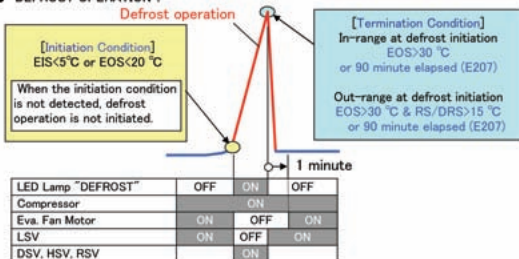 DEFROST OPERATION :
Defrost operation
[Initiation Condition]
EIS<5℃ or EOS<20 ℃
When the initiation condition
is not detected, defrost
operation is not initiated.
[Termination Condition]
In-range at defrost initiation
EOS>30 ℃
or 90 minute elapsed (E207)
Out-range at defrost initiation
EOS>30 ℃ & RS/DRS>15 ℃
or 90 minute elapsed (E207)
1 minute
LED Lamp "DEFROST" OFF ON OFF
Compressor ON
Eva. Fan Motor ON OFF ON
LSV ON OFF ON
DSV, HSV, RSV ON